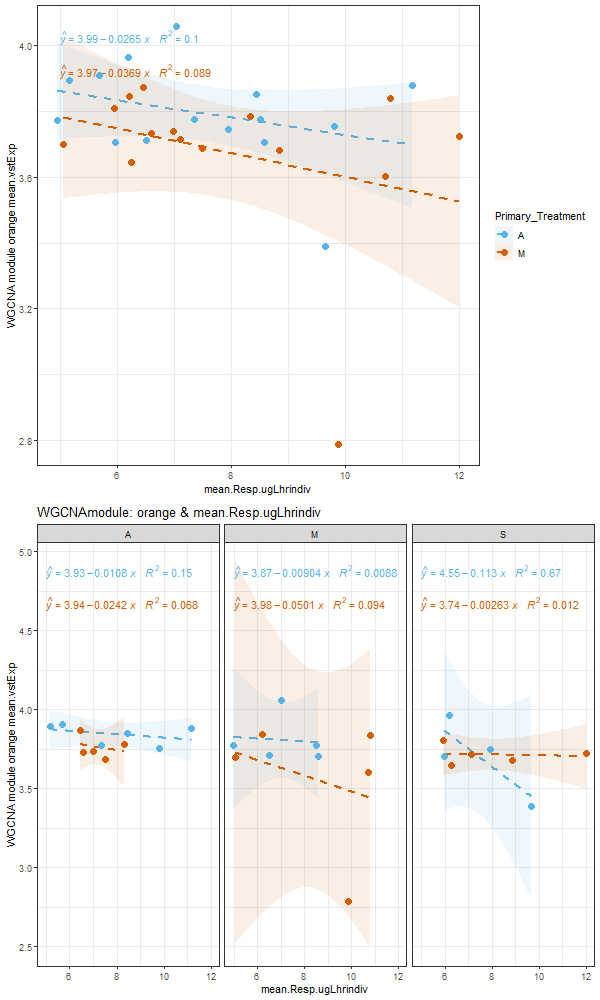 4.0
3.6
3.2
2.8
WGCNA module orange mean.vstExp
ŷ = 3.99 − 0.0265 x R² = 0.1
ŷ = 3.97 − 0.0369 x R² = 0.089
6 8 10 12
mean.Resp.ugLhrindiv
Primary_Treatment
A
M
WGCNAmodule: orange & mean.Resp.ugLhrindiv
A M S
5.0
4.5
4.0
3.5
3.0
2.5
WGCNA module orange mean.vstExp
ŷ = 3.93 − 0.0108 x R² = 0.15
ŷ = 3.94 − 0.0242 x R² = 0.068
ŷ = 3.87 − 0.00904 x R² = 0.0088
ŷ = 3.98 − 0.0501 x R² = 0.094
ŷ = 4.55 − 0.113 x R² = 0.67
ŷ = 3.74 − 0.00263 x R² = 0.012
6 8 10 12 6 8 10 12 6 8 10 12
mean.Resp.ugLhrindiv